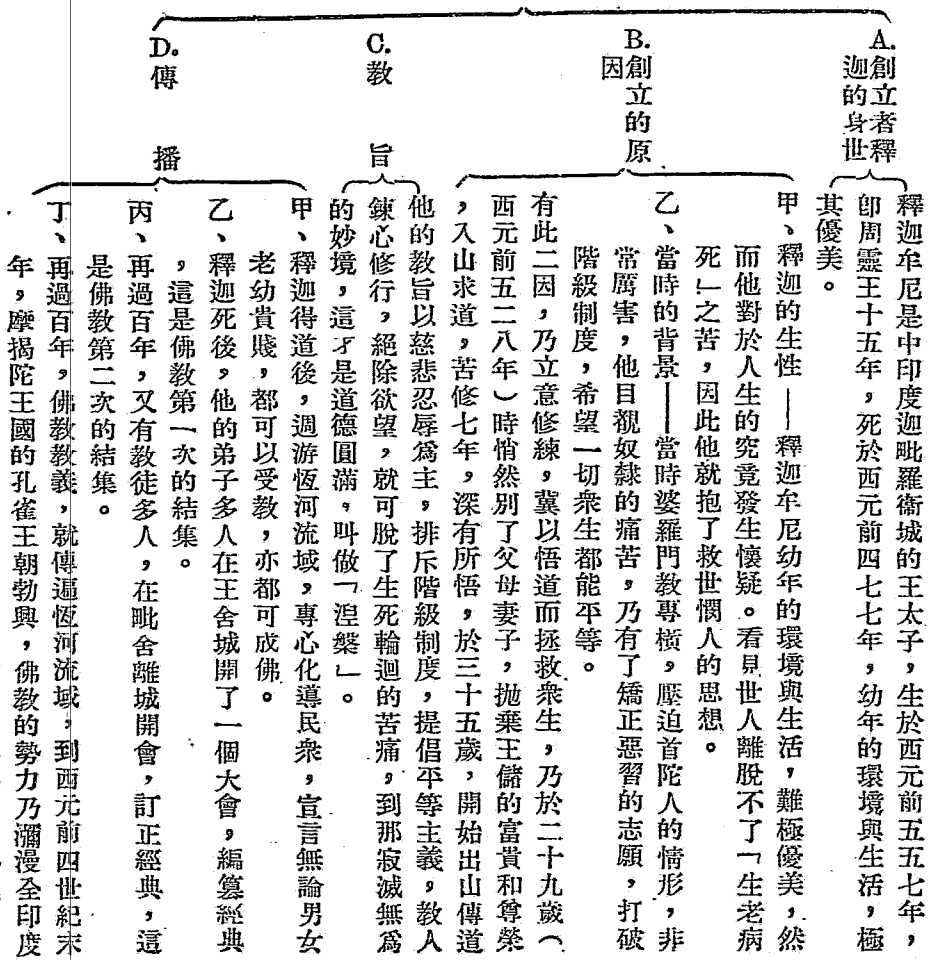 A.創立者釋
迦的身世
釋迦牟尼是中印度迦毗羅衞城的王太子，生於西元前五五七年，
卽周靈王十五年，死於西元前四七七年，幼年的環境與生活，極
其優美。
B.創立的原
因
甲、釋迦的生性——釋迦牟尼幼年的環境與生活，難極優美，然
而他對於人生的究竟發生懷疑。看見世人離脫不了「生老病
死」之苦，因此他就抱了救世憫人的思想。
乙、當時的背景——當時婆羅門教專橫，壓迫首陀人的情形，非
常厲害，他目覩奴隸的痛苦，乃有了矯正惡習的志願，打破
階級制度，希望一切衆生都能平等。
有此二因，乃立意修練，冀以悟道而拯救衆生，乃於二十九歲（
西元前五二八年）時悄然別了父母妻子，拋棄王儲的富貴和尊榮
，入山求道，苦修七年，深有所悟，於三十五歲，開始出山傳道
C.教旨
他的教旨以慈悲忍辱爲主，排斥階級制度，提倡平等主義，教人
鍊心修行，絕除欲望，就可脫了生死輪迴的苦痛，到那寂滅無爲
的妙境，這才是道德圓滿，叫做「湼槃」。
D.傳播
甲、釋迦得道後，週游恆河流域，專心化導民衆，宣言無論男女
老幼貴賤，都可以受教，亦都可成佛。
乙、釋迦死後，他的弟子多人在王舍城開了一個大會，編纂經典
，這是佛教第一次的結集。
丙、再過百年，又有教徒多人，在毗舍離城開會，訂正經典，這
是佛教第二次的結集。
丁、再過百年，佛教教義，就傳遍恆河流域，到西元前四世紀末
年，摩揭陀王國的孔雀王朝勃興，佛教的勢力乃瀰漫全印度